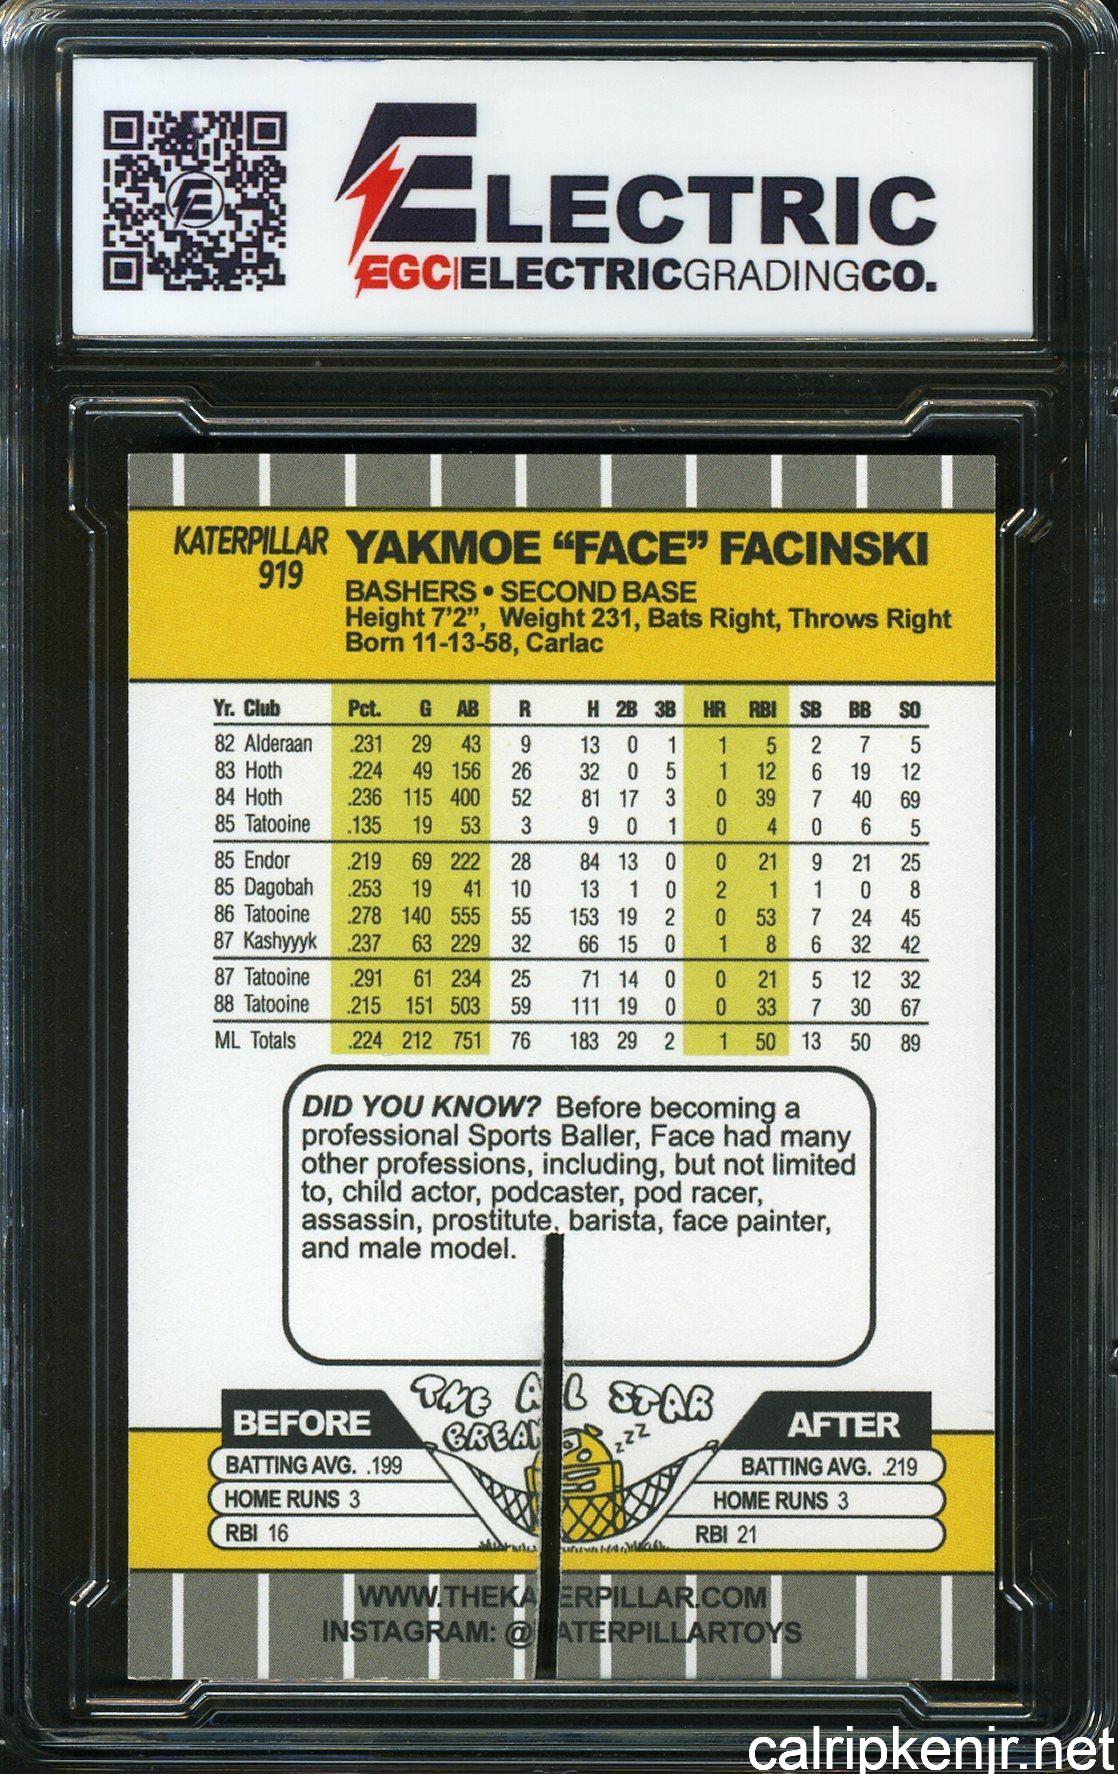 ELECTRIC
EGC|ELECTRICGRADINGCO.
KATERPILLAR
919
YAKMOE “FACE” FACINSKI
BASHERS • SECOND BASE
Height 7’2”, Weight 231, Bats Right, Throws Right
Born 11-13-58, Carlac
Yr. Club Pct. G AB R H 2B 3B HR RBI SB BB SO
82 Alderaan .231 29 43 9 13 0 1 1 5 2 7 5
83 Hoth .224 49 156 26 32 0 5 1 12 6 19 12
84 Hoth .236 115 400 52 81 17 3 0 39 7 40 69
85 Tatooine .135 19 53 3 9 0 1 0 4 0 6 5
85 Endor .219 69 222 28 84 13 0 0 21 9 21 25
85 Dagobah .253 19 41 10 13 1 0 2 1 1 0 8
86 Tatooine .278 140 555 55 153 19 2 0 53 7 24 45
87 Kashyyyk .237 63 229 32 66 15 0 1 8 6 32 42
87 Tatooine .291 61 234 25 71 14 0 0 21 5 12 32
88 Tatooine .215 151 503 59 111 19 0 0 33 7 30 67
ML Totals .224 212 751 76 183 29 2 1 50 13 50 89
DID YOU KNOW? Before becoming a
professional Sports Baller, Face had many
other professions, including, but not limited
to, child actor, podcaster, pod racer,
assassin, prostitute, barista, face painter,
and male model.
THE ALL STAR
BREAK
zzz
BEFORE
BATTING AVG. .199
HOME RUNS 3
RBI 16
AFTER
BATTING AVG. .219
HOME RUNS 3
RBI 21
WWW.THEKATERPILLAR.COM
INSTAGRAM: @KATERPILLARTOYS
calripkenjr.net